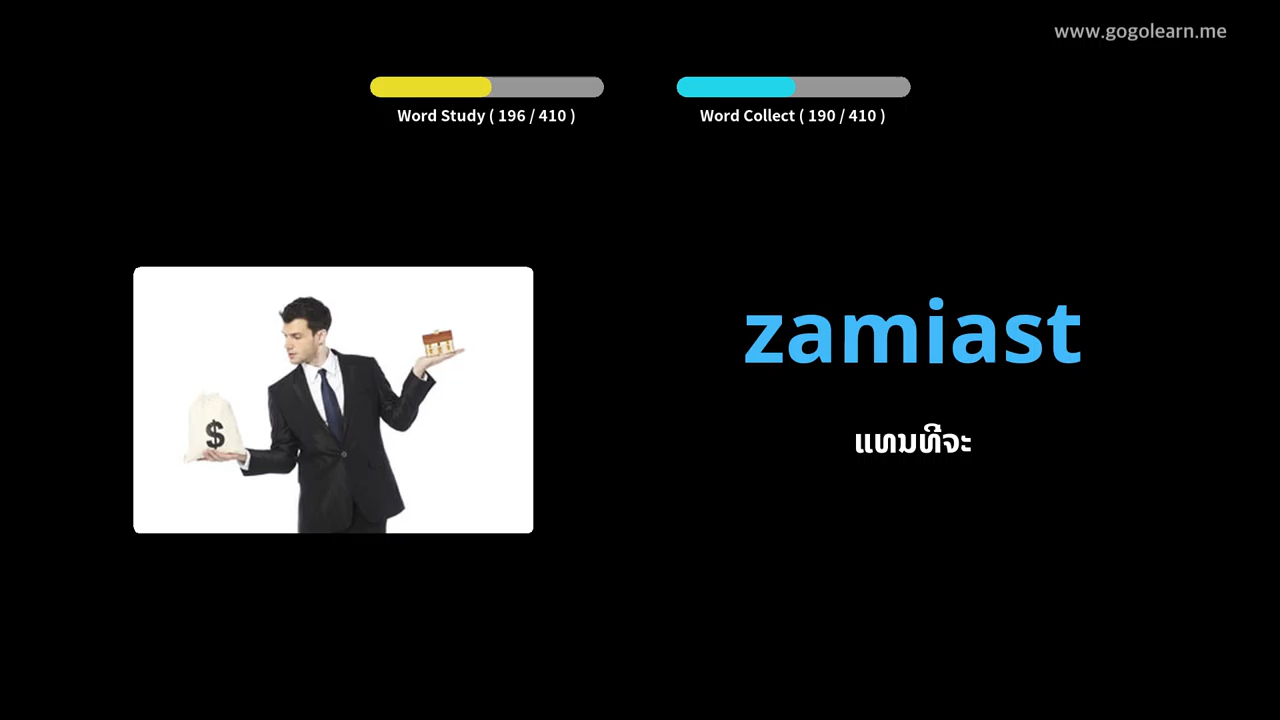 www.gogolearn.me
Word Study ( 196 / 410 )
Word Collect ( 190 / 410 )
zamiast
ແທນທີ່ຈະ
$